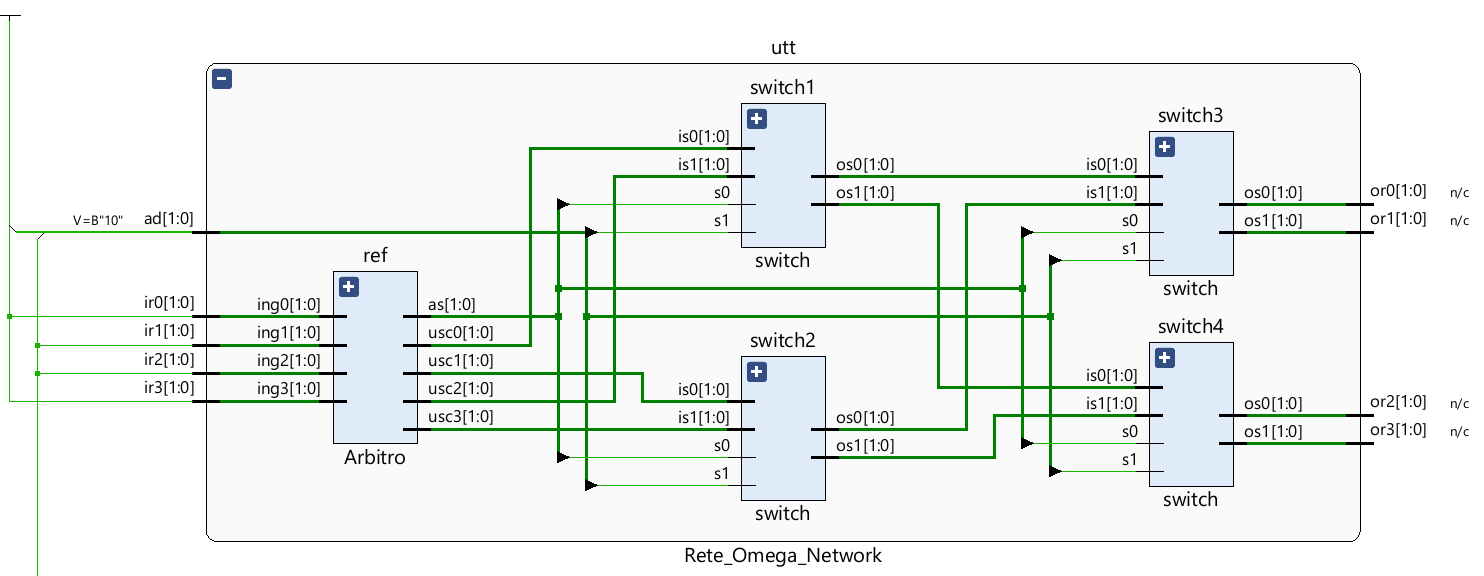 utt
switch1
is0[1:0]
is1[1:0]
s0
s1
os0[1:0]
os1[1:0]
switch
switch3
is0[1:0]
is1[1:0]
s0
s1
os0[1:0]
os1[1:0]
switch
or0[1:0] n/c
or1[1:0] n/c
V=B"10" ad[1:0]
ref
ir0[1:0] ing0[1:0] as[1:0]
ir1[1:0] ing1[1:0] usc0[1:0]
ir2[1:0] ing2[1:0] usc1[1:0]
ir3[1:0] ing3[1:0] usc2[1:0]
usc3[1:0]
Arbitro
switch2
is0[1:0]
is1[1:0]
s0
s1
os0[1:0]
os1[1:0]
switch
switch4
is0[1:0]
is1[1:0]
s0
s1
os0[1:0]
os1[1:0]
switch
or2[1:0] n/c
or3[1:0] n/c
Rete_Omega_Network